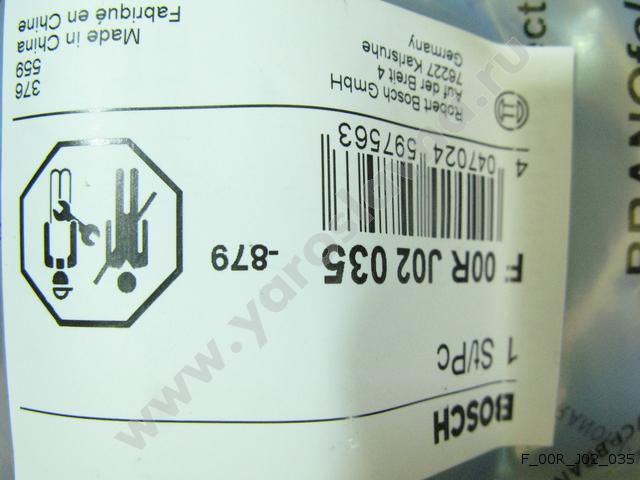 BOSCH
1 St/Pc
F 00R J02 035
-879
4 047024 597563
Robert Bosch GmbH
Auf der Breit 4
76227 Karlsruhe
Germany
376
559
Made in China
Fabriqué en Chine
F_00R_J02_035